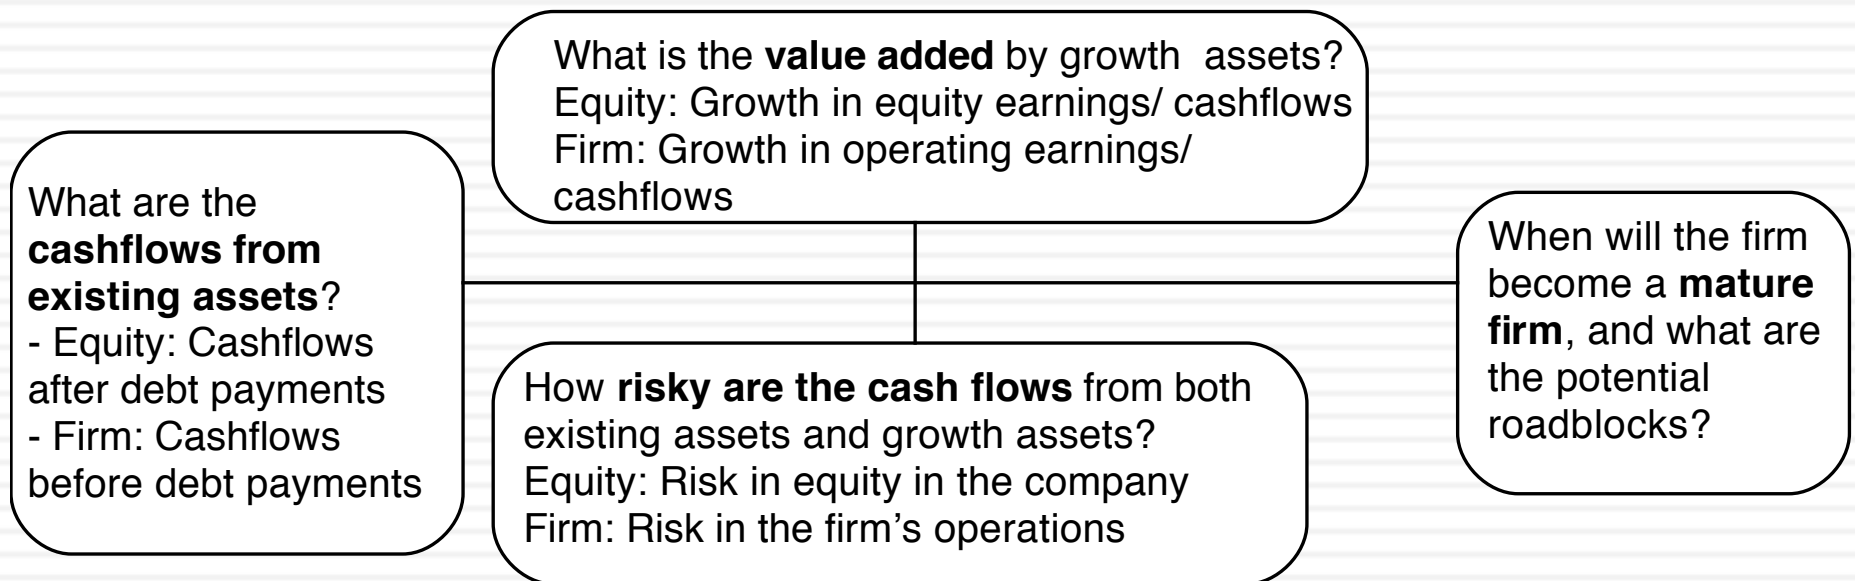 What is the value added by growth  assets?
Equity: Growth in equity earnings/ cashflows
Firm: Growth in operating earnings/
cashflows
What are the
cashflows from
existing assets?
- Equity: Cashflows
after debt payments
- Firm: Cashflows
before debt payments
How risky are the cash flows from both
existing assets and growth assets?
Equity: Risk in equity in the company
Firm: Risk in the firm’s operations
When will the firm
become a mature
firm, and what are
the potential
roadblocks?